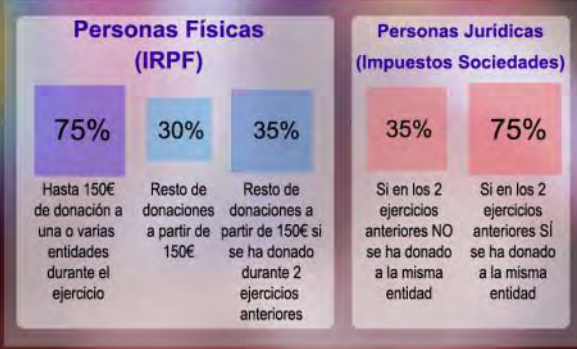 Personas Físicas
(IRPF)
75%
Hasta 150€
de donación a
una o varias
entidades
durante el
ejercicio
30%
Resto de
donaciones
a partir de
150€
35%
Resto de
donaciones a
partir de 150€ si
se ha donado
durante 2
ejercicios
anteriores
Personas Jurídicas
(Impuestos Sociedades)
35%
Si en los 2
ejercicios
anteriores NO
se ha donado
a la misma
entidad
75%
Si en los 2
ejercicios
anteriores SÍ
se ha donado
a la misma
entidad